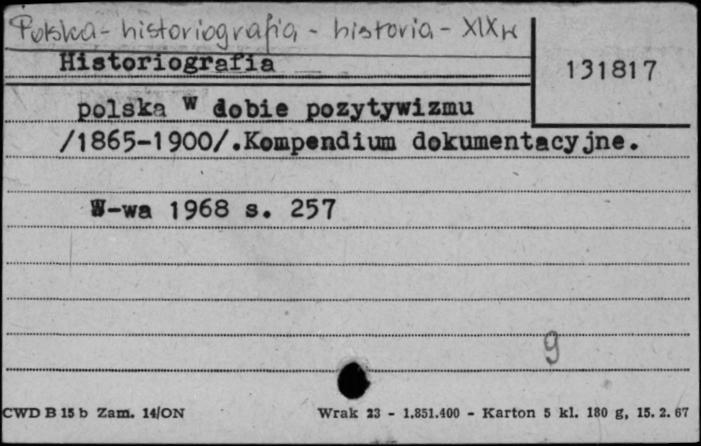 Polska - historiografia - historia - XIX w
Historiografia
131817
polska w dobie pozytywizmu
/1865-1900/.Kompendium dokumentacyjne.
W-wa 1968 s. 257
9
CWD B 15 b Zam. 14/ON
Wrak 23 - 1.851.400 - Karton 5 kl. 180 g, 15. 2. 67